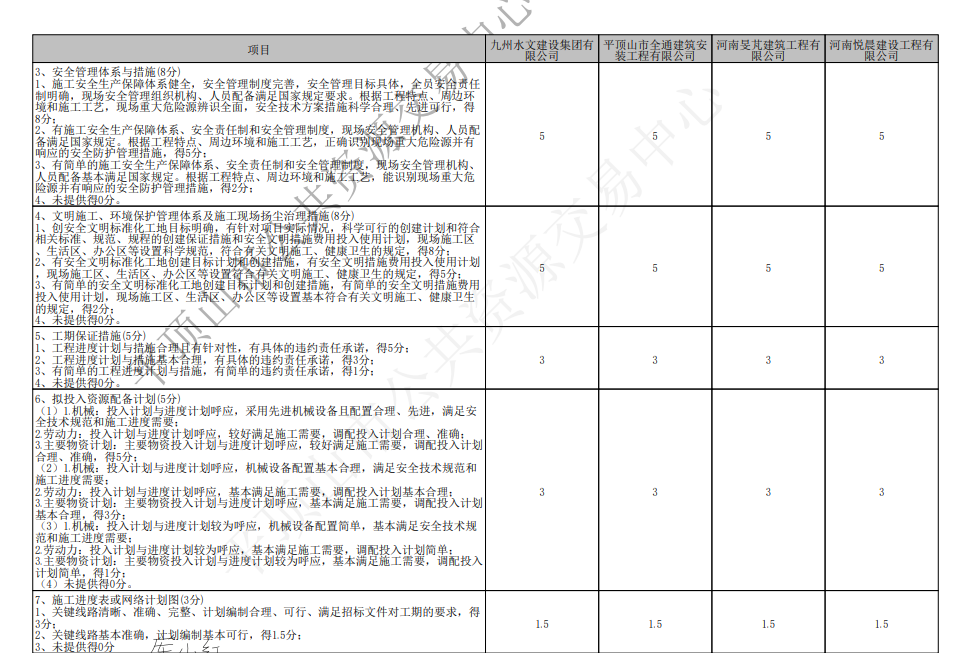 项目
九州水文建设集团有
限公司
平顶山市全通建筑安
装工程有限公司
河南旻芃建筑工程有
限公司
河南悦晨建设工程有
限公司
3、安全管理体系与措施(8分)
1、施工安全生产保障体系健全，安全管理制度完善，安全管理目标具体，全员安全责任
制明确，现场安全管理组织机构、人员配备满足国家规定要求。根据工程特点、周边环
境和施工工艺，现场重大危险源辨识全面，安全技术方案措施科学合理、先进可行，得
8分；
2、有施工安全生产保障体系、安全责任制和安全管理制度，现场安全管理机构、人员配
备满足国家规定。根据工程特点、周边环境和施工工艺，正确识别现场重大危险源并有
响应的安全防护管理措施，得5分；
3、有简单的施工安全生产保障体系、安全责任制和安全管理制度，现场安全管理机构、
人员配备基本满足国家规定。根据工程特点、周边环境和施工工艺，能识别现场重大危
险源并有响应的安全防护管理措施，得2分；
4、未提供得0分。
5 5 5 5
4、文明施工、环境保护管理体系及施工现场扬尘治理措施(8分)
1、创安全文明标准化工地目标明确，有针对项目实际情况，科学可行的创建计划和符合
相关标准、规范、规程的创建保证措施和安全文明措施费用投入使用计划，现场施工区
、生活区、办公区等设置科学规范，符合有关文明施工、健康卫生的规定，得8分；
2、有安全文明标准化工地创建目标计划和创建措施，有安全文明措施费用投入使用计划
，现场施工区、生活区、办公区等设置符合有关文明施工、健康卫生的规定，得5分；
3、有简单的安全文明标准化工地创建目标计划和创建措施，有简单的安全文明措施费用
投入使用计划，现场施工区、生活区、办公区等设置基本符合有关文明施工、健康卫生
的规定，得2分；
4、未提供得0分。
5 5 5 5
5、工期保证措施(5分)
1、工程进度计划与措施合理且有针对性，有具体的违约责任承诺，得5分；
2、工程进度计划与措施基本合理，有具体的违约责任承诺，得3分；
3、有简单的工程进度计划与措施，有简单的违约责任承诺，得1分；
4、未提供得0分。
3 3 3 3
6、拟投入资源配备计划(5分)
（1）1.机械：投入计划与进度计划呼应，采用先进机械设备且配置合理、先进，满足安
全技术规范和施工进度需要；
2.劳动力：投入计划与进度计划呼应，较好满足施工需要，调配投入计划合理、准确；
3.主要物资计划：主要物资投入计划与进度计划呼应，较好满足施工需要，调配投入计划
合理、准确，得5分；
（2）1.机械：投入计划与进度计划呼应，机械设备配置基本合理，满足安全技术规范和
施工进度需要；
2.劳动力：投入计划与进度计划呼应，基本满足施工需要，调配投入计划基本合理；
3.主要物资计划：主要物资投入计划与进度计划呼应，基本满足施工需要，调配投入计划
基本合理，得3分；
（3）1.机械：投入计划与进度计划较为呼应，机械设备配置简单，基本满足安全技术规
范和施工进度需要；
2.劳动力：投入计划与进度计划较为呼应，基本满足施工需要，调配投入计划简单；
3.主要物资计划：主要物资投入计划与进度计划较为呼应，基本满足施工需要，调配投入
计划简单，得1分；
（4）未提供得0分。
3 3 3 3
7、施工进度表或网络计划图(3分)
1、关键线路清晰、准确、完整、计划编制合理、可行、满足招标文件对工期的要求，得
3分；
2、关键线路基本准确，计划编制基本可行，得1.5分；
3、未提供得0分
1.5 1.5 1.5 1.5
平顶山市公共资源交易中心
平顶山市公共资源交易中心